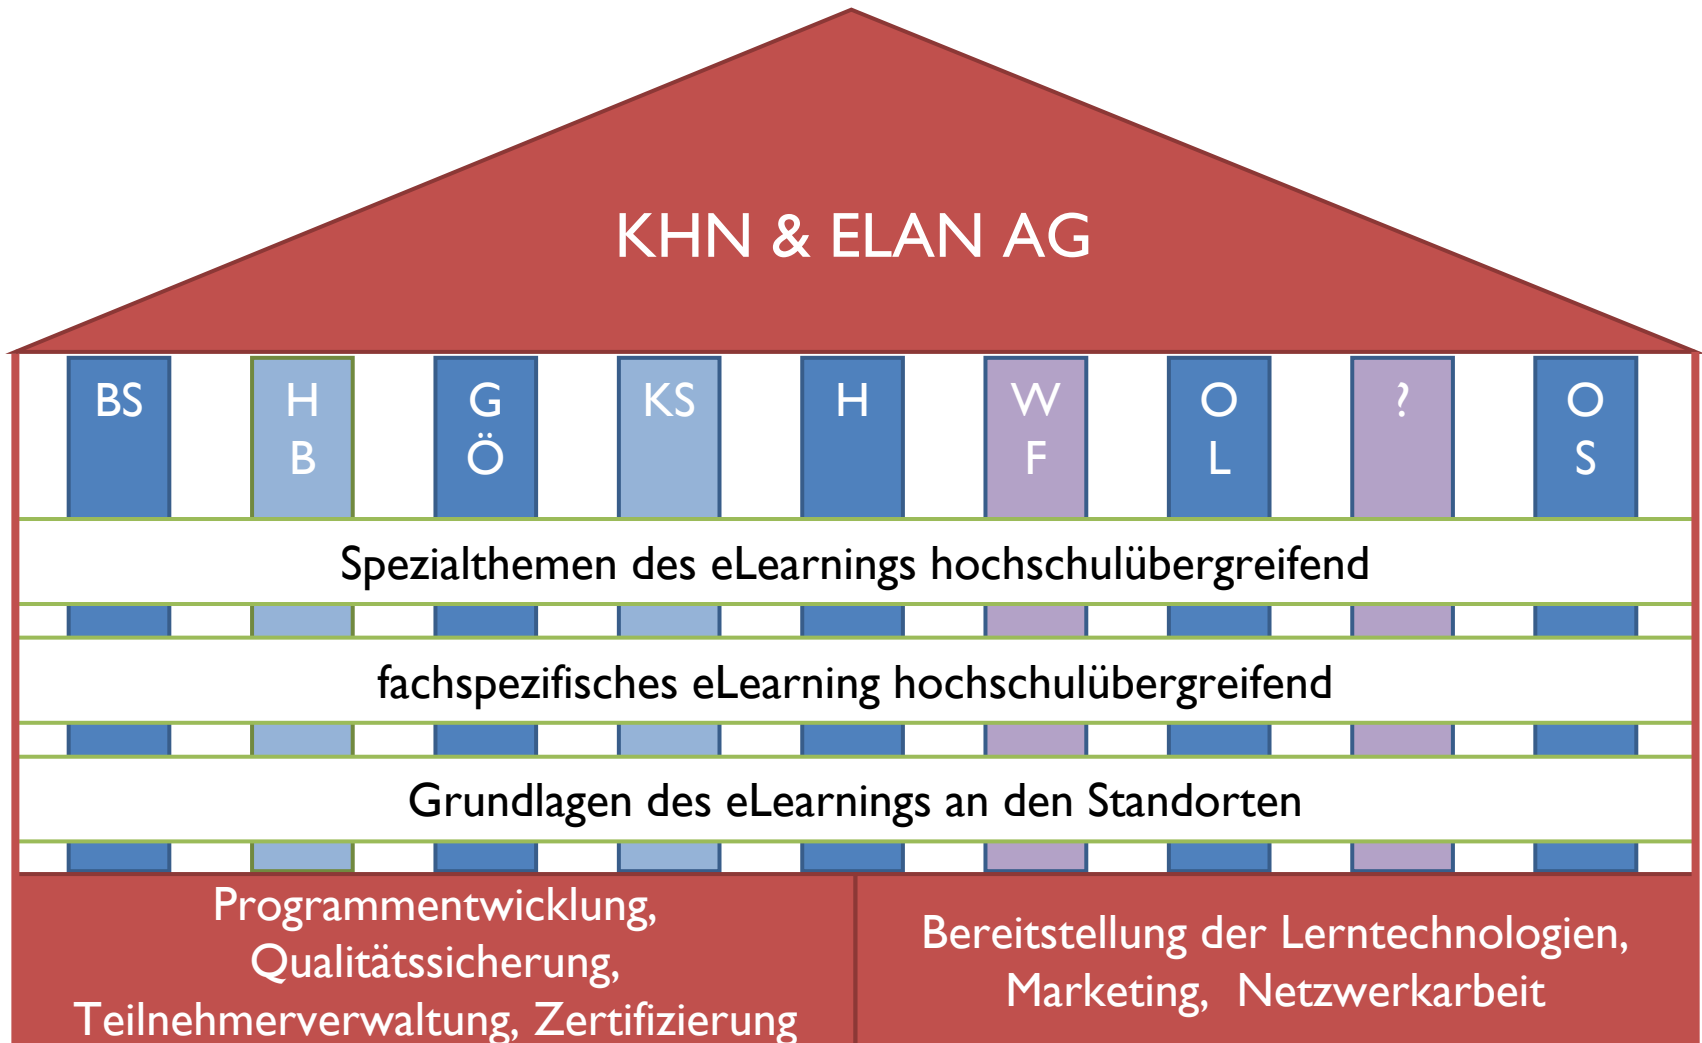 KHN & ELAN AG
BS
H
B
G
Ö
KS
H
W
F
O
L
?
O
S
Spezialthemen des eLearnings hochschulübergreifend
fachspezifisches eLearning hochschulübergreifend
Grundlagen des eLearnings an den Standorten
Programmentwicklung,
Qualitätssicherung,
Teilnehmerverwaltung, Zertifizierung
Bereitstellung der Lerntechnologien,
Marketing, Netzwerkarbeit